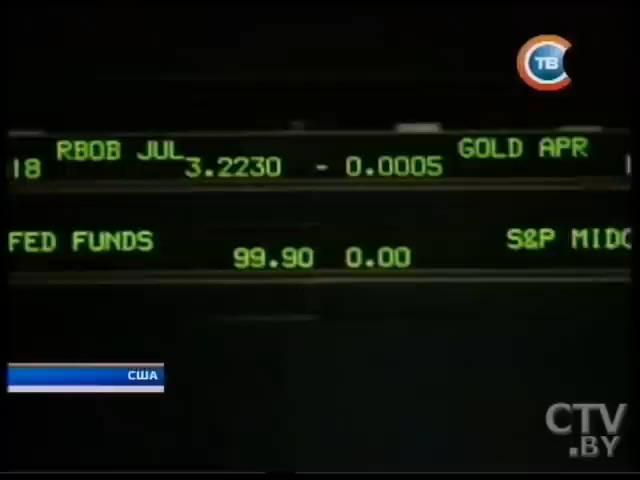 СТВ
RBOB JUL
GOLD APR
18
3.2230 - 0.0005
FED FUNDS
S&P MIDC
99.90 0.00
США
CTV
.BY